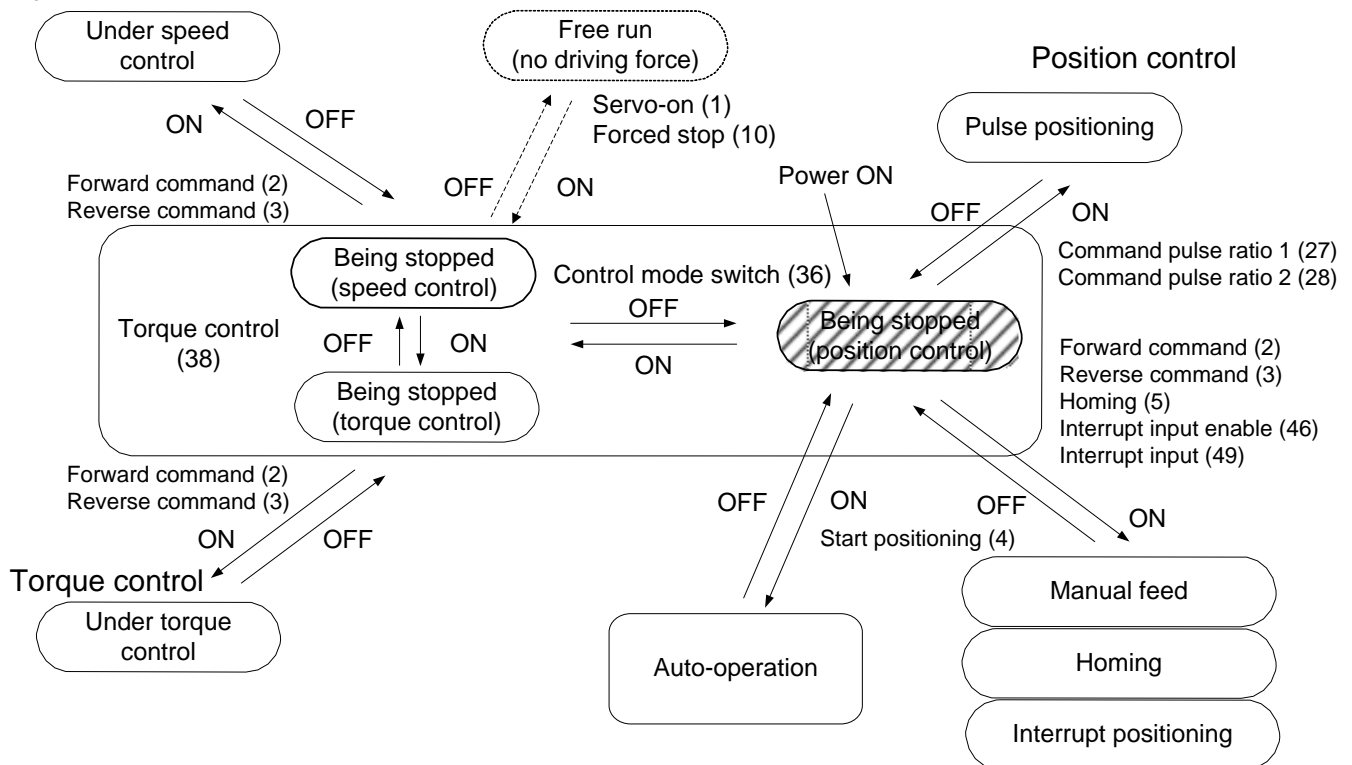 Under speed
control
Free run
(no driving force)
Position control
ON
OFF
Servo-on (1)
Forced stop (10)
Pulse positioning
Forward command (2)
Reverse command (3)
OFF
ON
Power ON
OFF
ON
Command pulse ratio 1 (27)
Command pulse ratio 2 (28)
Being stopped
(speed control)
Control mode switch (36)
OFF
ON
Torque control
(38)
OFF
ON
Being stopped
(torque control)
Being stopped
(position control)
Forward command (2)
Reverse command (3)
Homing (5)
Interrupt input enable (46)
Interrupt input (49)
Forward command (2)
Reverse command (3)
ON
OFF
OFF
ON
Start positioning (4)
OFF
ON
Torque control
Under torque
control
Auto-operation
Manual feed
Homing
Interrupt positioning